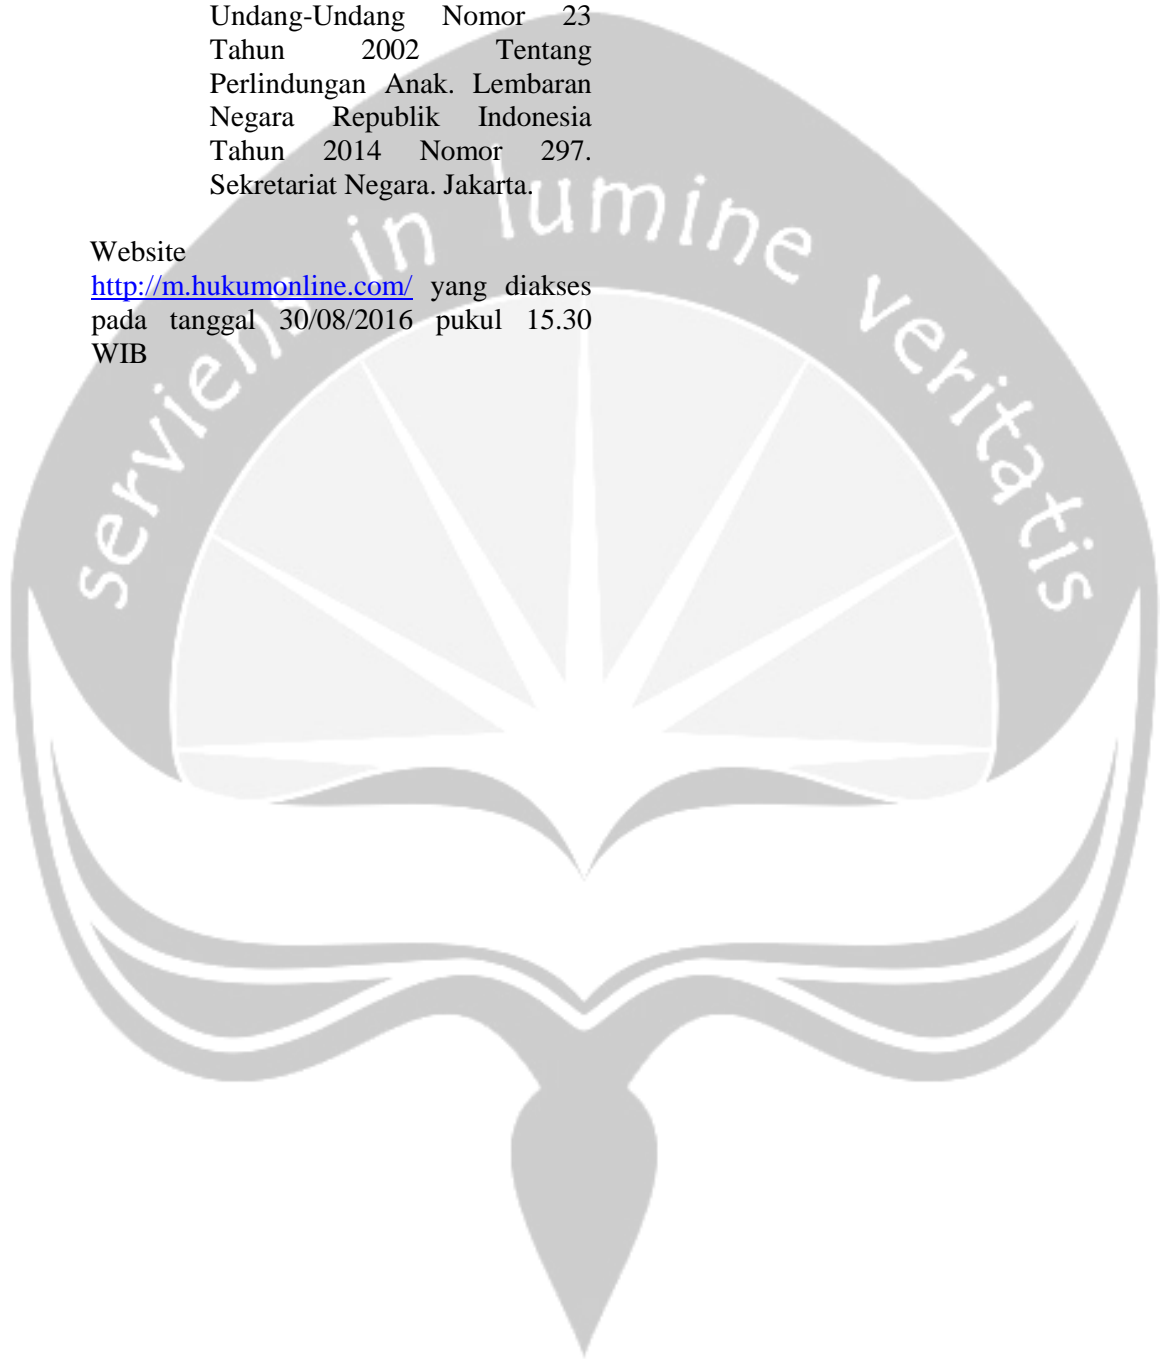 Undang-Undang Nomor 23
Tahun 2002 Tentang
Perlindungan Anak. Lembaran
Negara Republik Indonesia
Tahun 2014 Nomor 297.
Sekretariat Negara. Jakarta.
serviens in lumine veritatis
Website
http://m.hukumonline.com/ yang diakses
pada tanggal 30/08/2016 pukul 15.30
WIB